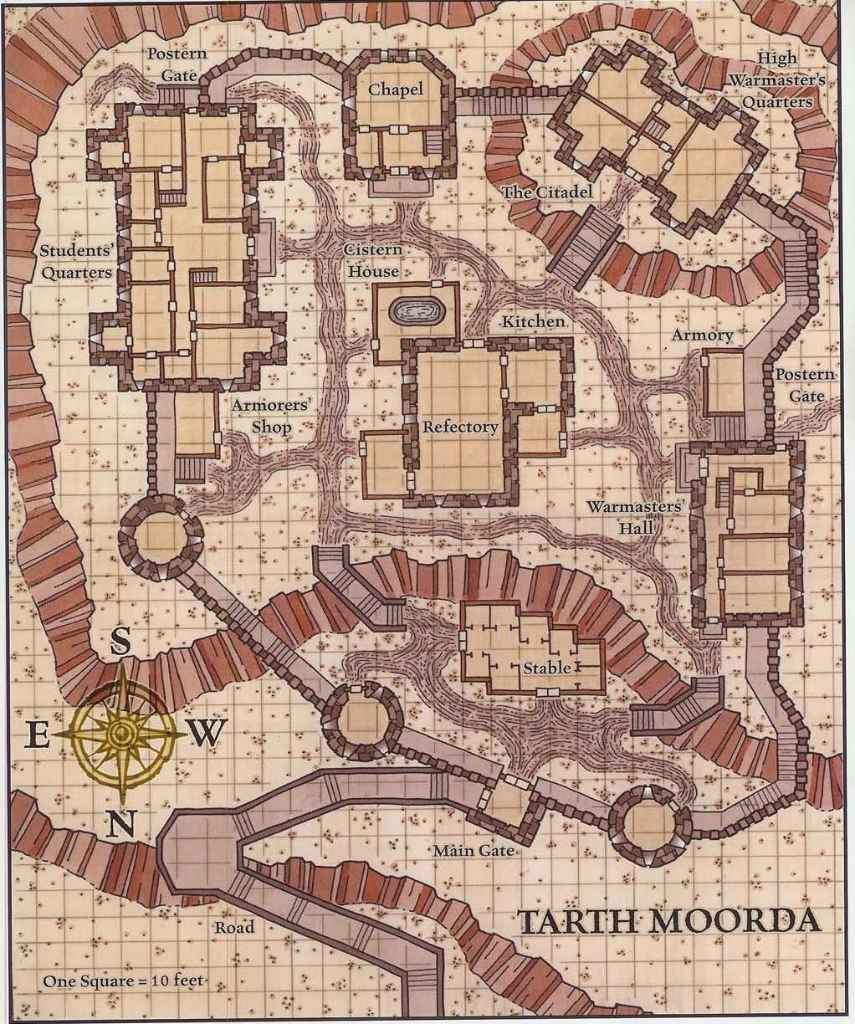 Postern
Gate
Chapel
High
Warmaster's
Quarters
The Citadel
Students'
Quarters
Cistern
House
Kitchen
Armory
Postern
Gate
Armorers'
Shop
Refectory
Warmasters'
Hall
Stable
S
E
W
N
Main Gate
Road
TARTH MOORDA
One Square = 10 feet